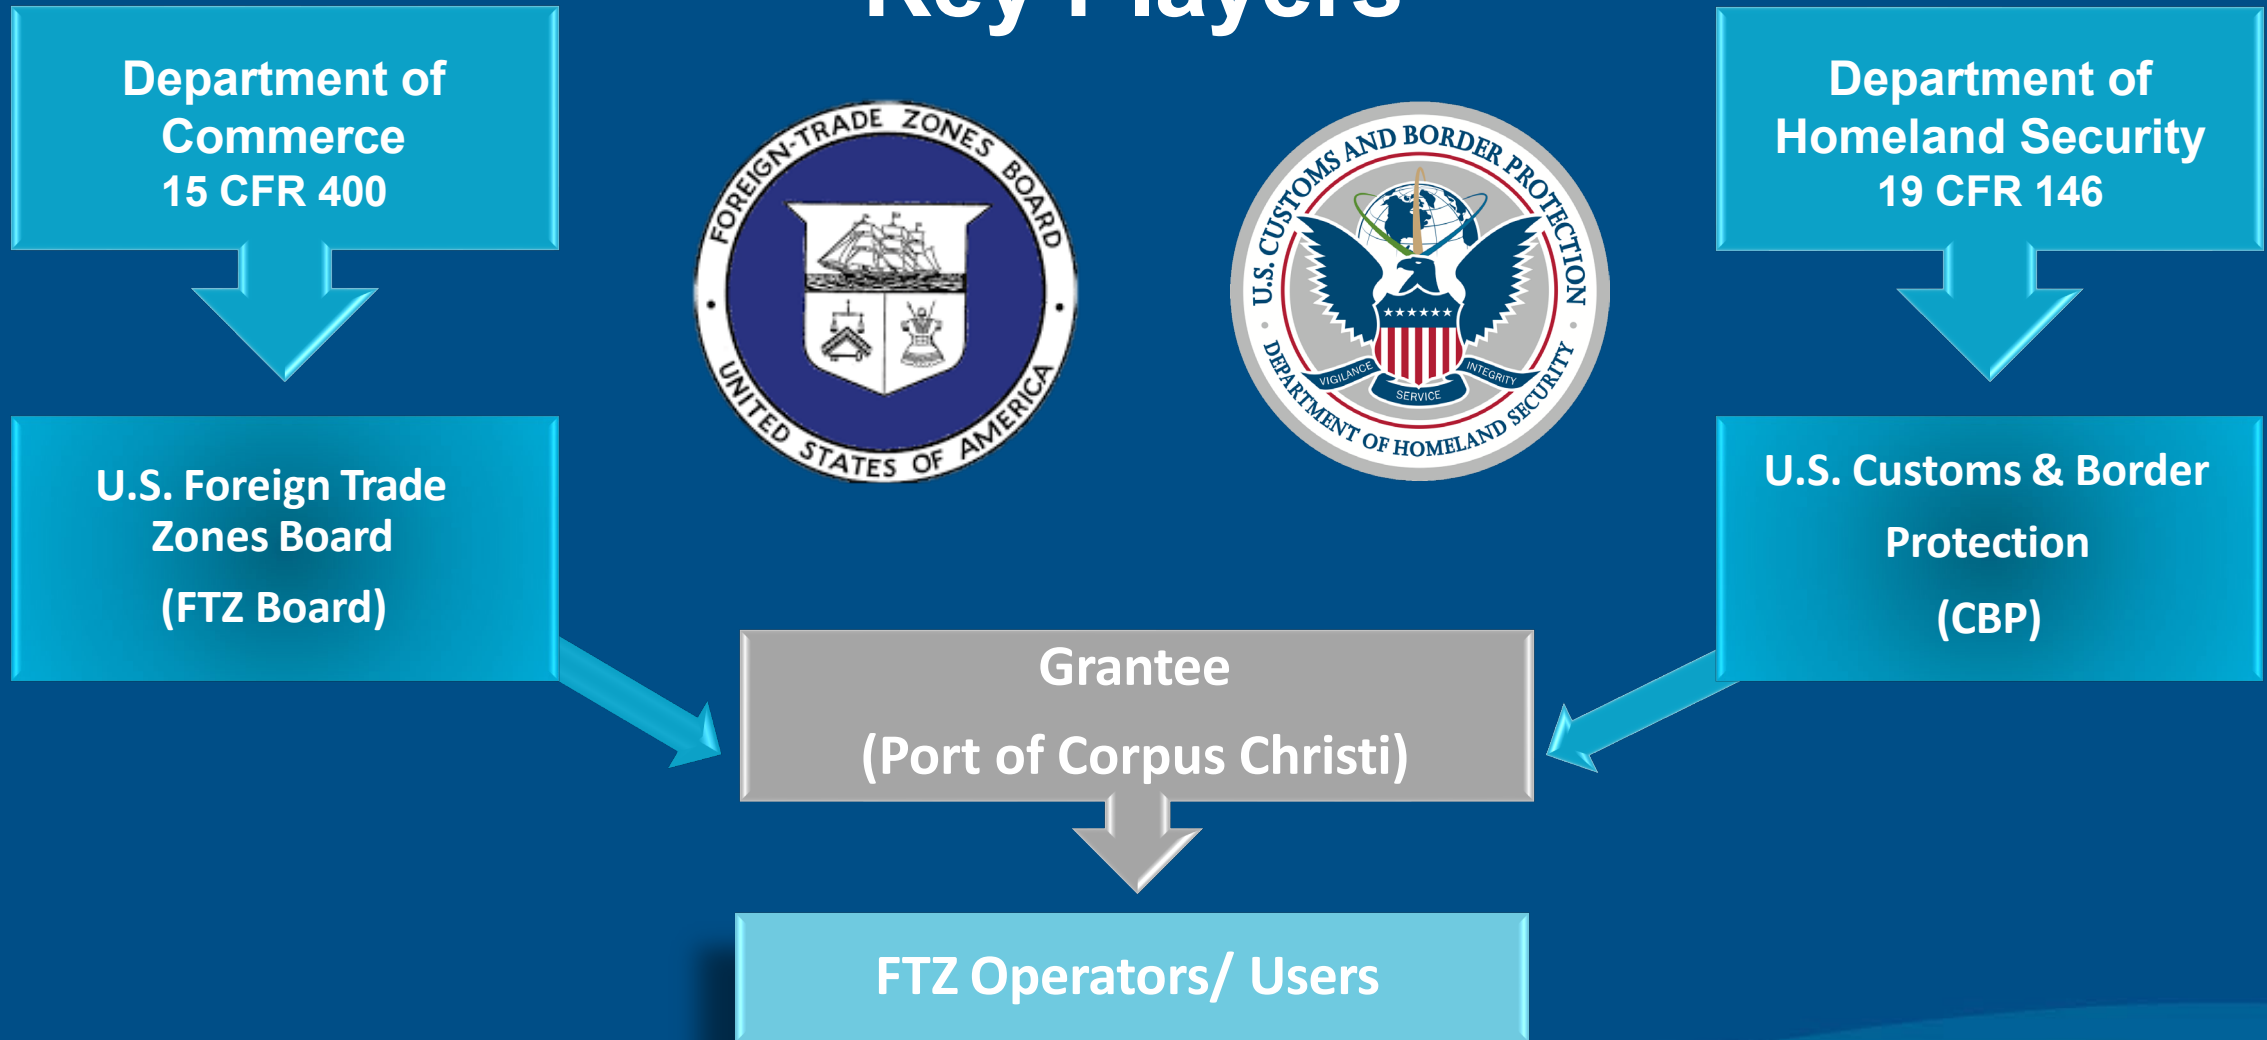 Key Players
Department of
Commerce
15 CFR 400
FOREIGN-TRADE ZONES BOARD
UNITED STATES OF AMERICA
U.S. CUSTOMS AND BORDER PROTECTION
DEPARTMENT OF HOMELAND SECURITY
VIGILANCE
SERVICE
INTEGRITY
Department of
Homeland Security
19 CFR 146
U.S. Foreign Trade
Zones Board
(FTZ Board)
U.S. Customs & Border
Protection
(CBP)
Grantee
(Port of Corpus Christi)
FTZ Operators/ Users